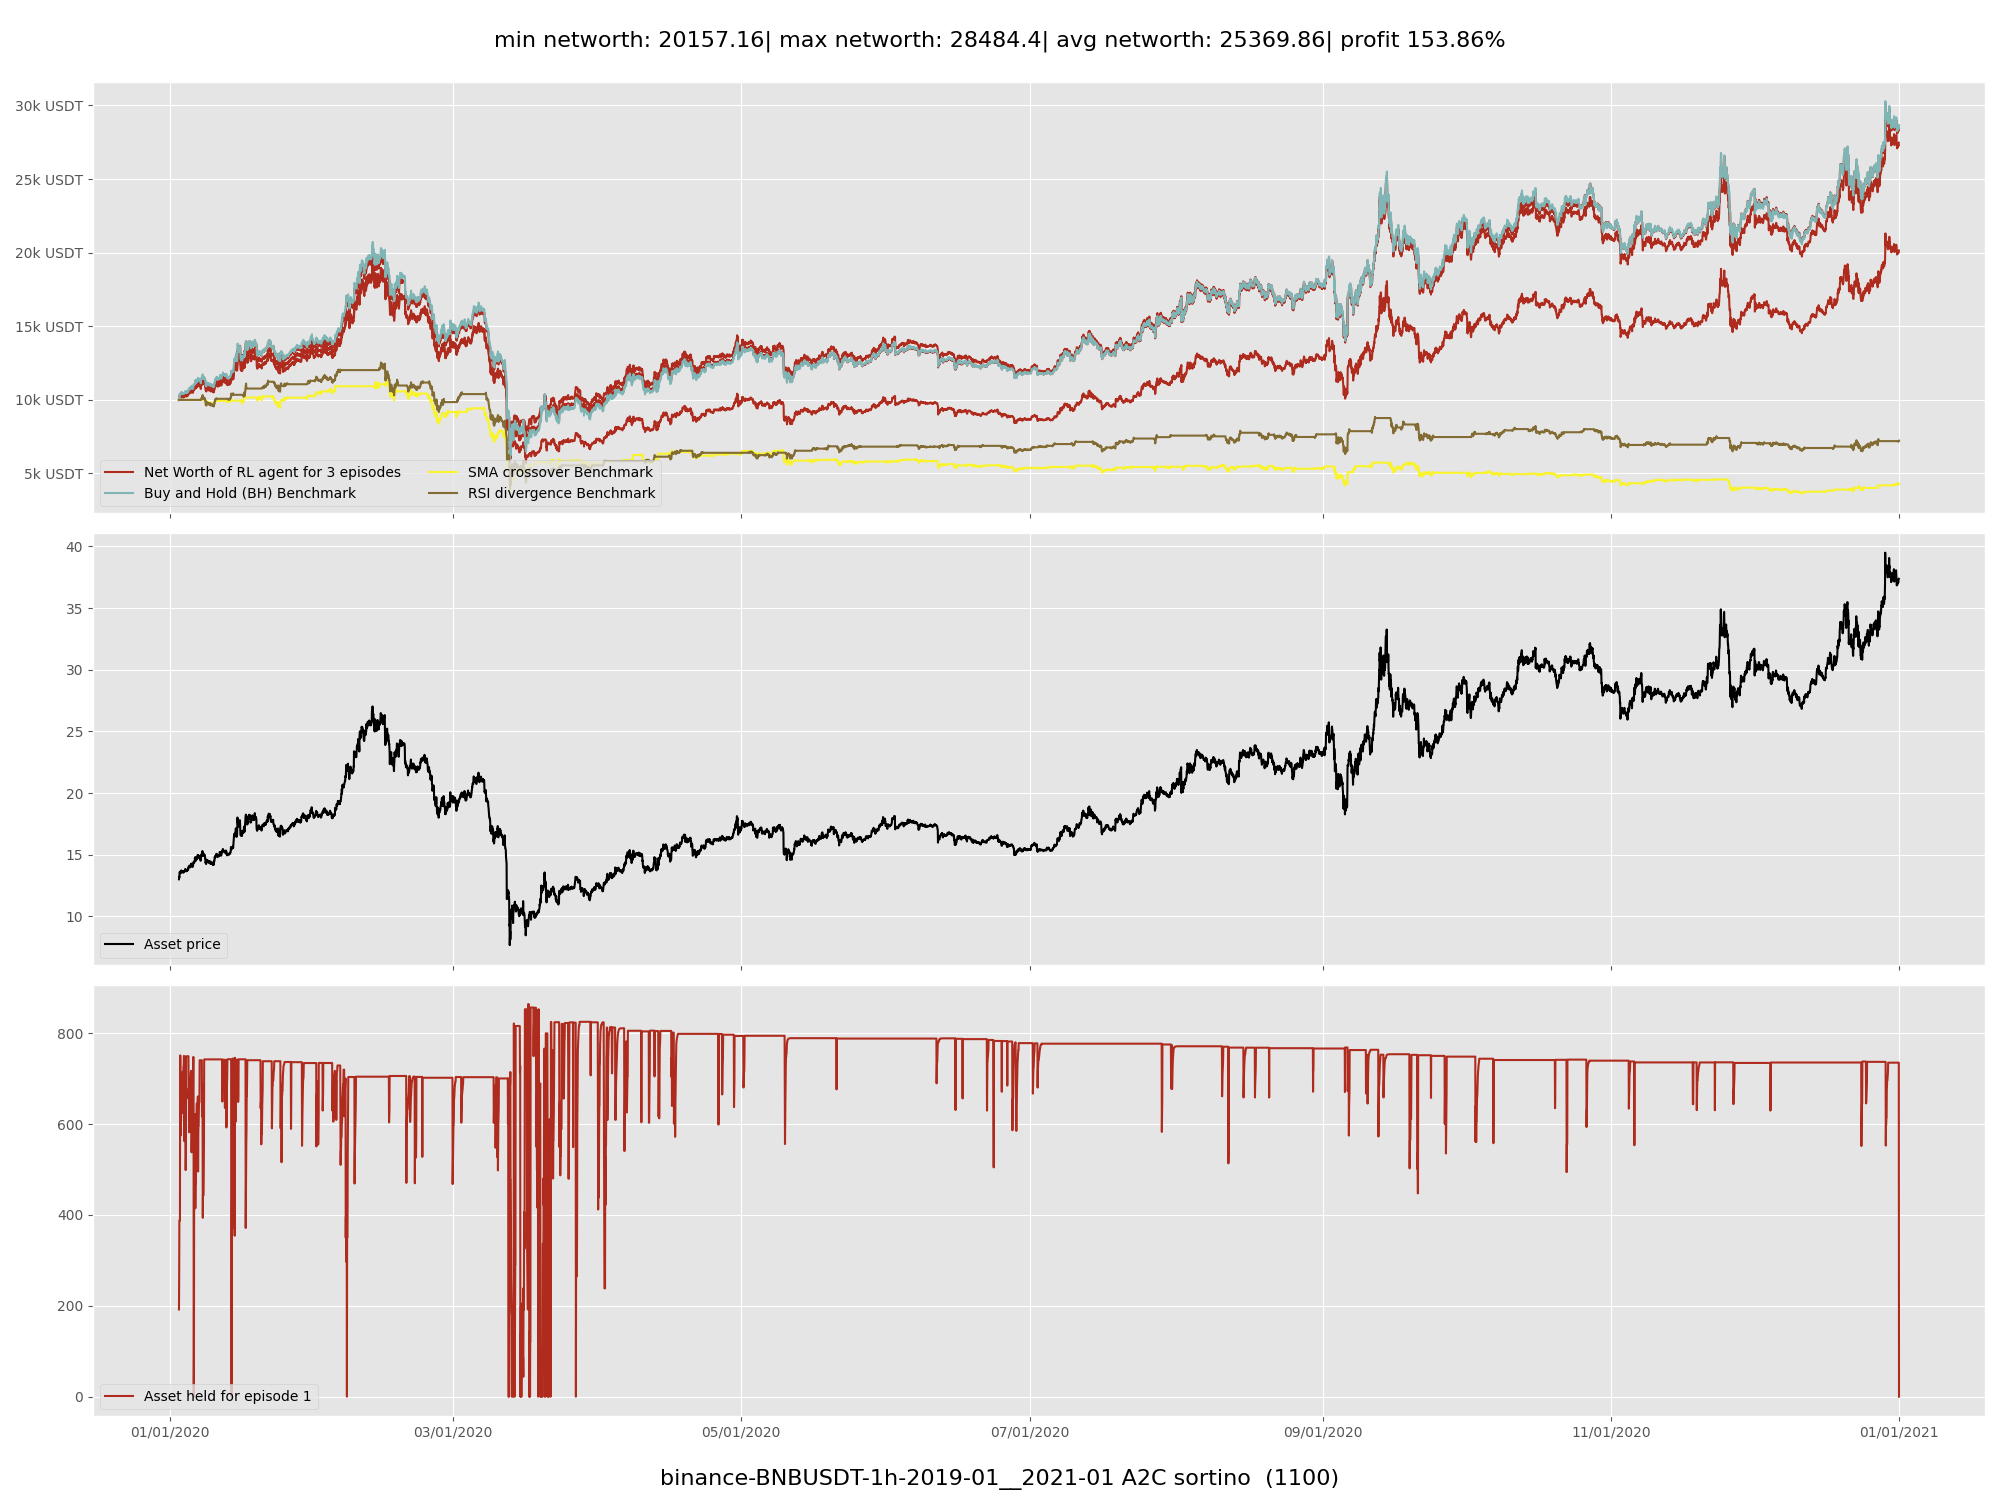 min networth: 20157.16| max networth: 28484.4| avg networth: 25369.86| profit 153.86%
30k USDT
25k USDT
20k USDT
15k USDT
10k USDT
5k USDT
Net Worth of RL agent for 3 episodes
Buy and Hold (BH) Benchmark
SMA crossover Benchmark
RSI divergence Benchmark
40
35
30
25
20
15
10
Asset price
800
600
400
200
0
Asset held for episode 1
01/01/2020 03/01/2020 05/01/2020 07/01/2020 09/01/2020 11/01/2020 01/01/2021
binance-BNBUSDT-1h-2019-01__2021-01 A2C sortino  (1100)